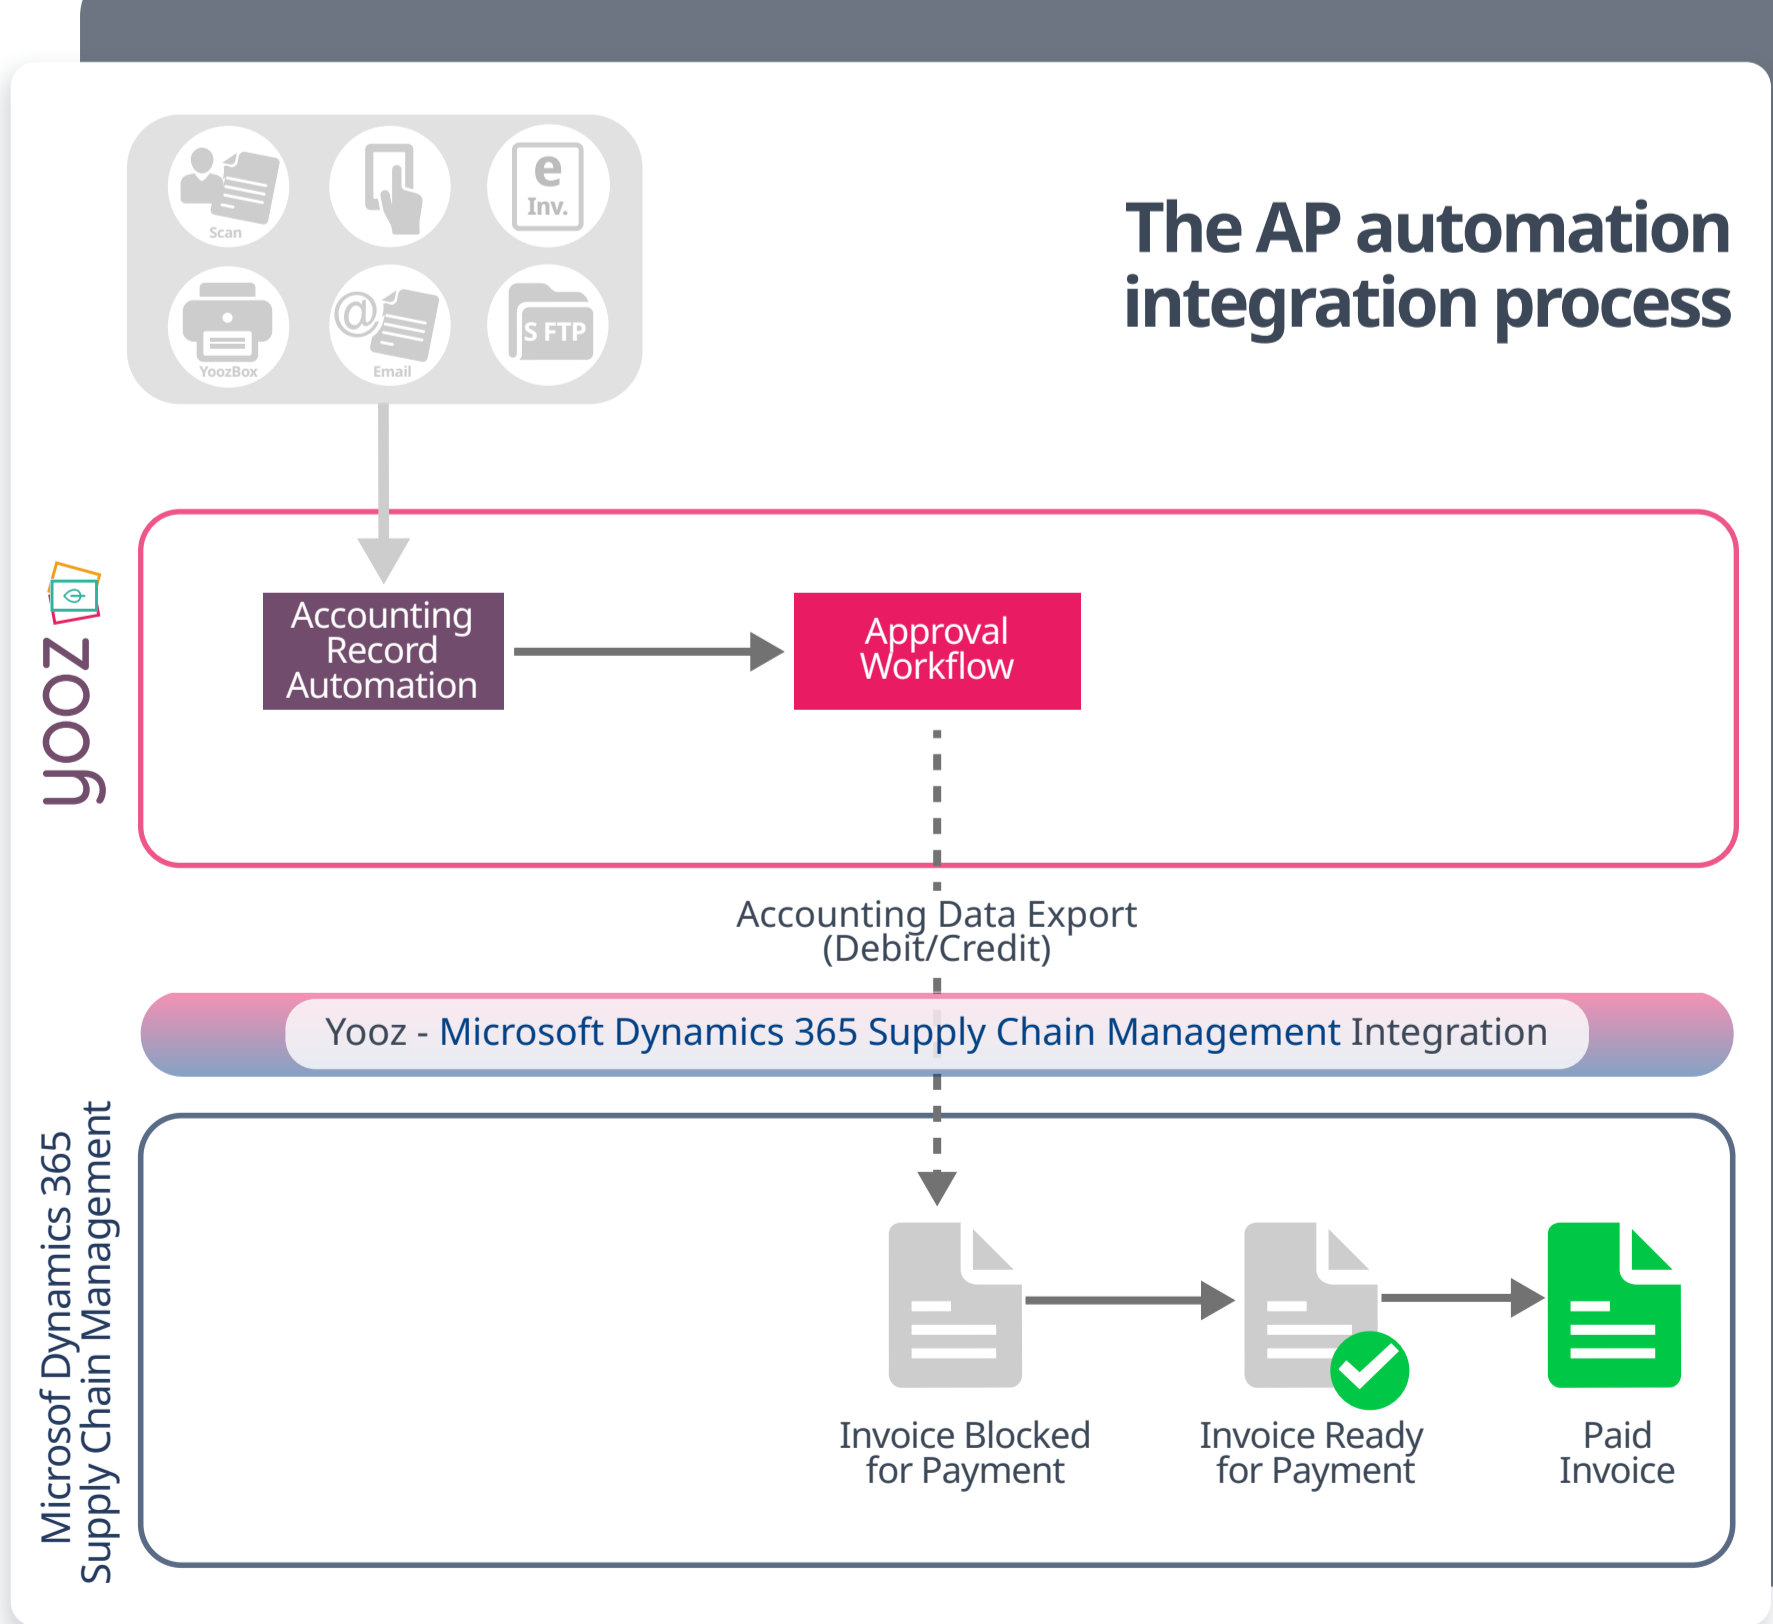 Scan
e
Inv.
YoozBox
@
Email
S FTP
The AP automation
integration process
yooz
Accounting
Record
Automation
Approval
Workflow
Accounting Data Export
(Debit/Credit)
Yooz - Microsoft Dynamics 365 Supply Chain Management Integration
Microsof Dynamics 365
Supply Chain Management
Invoice Blocked
for Payment
Invoice Ready
for Payment
Paid
Invoice